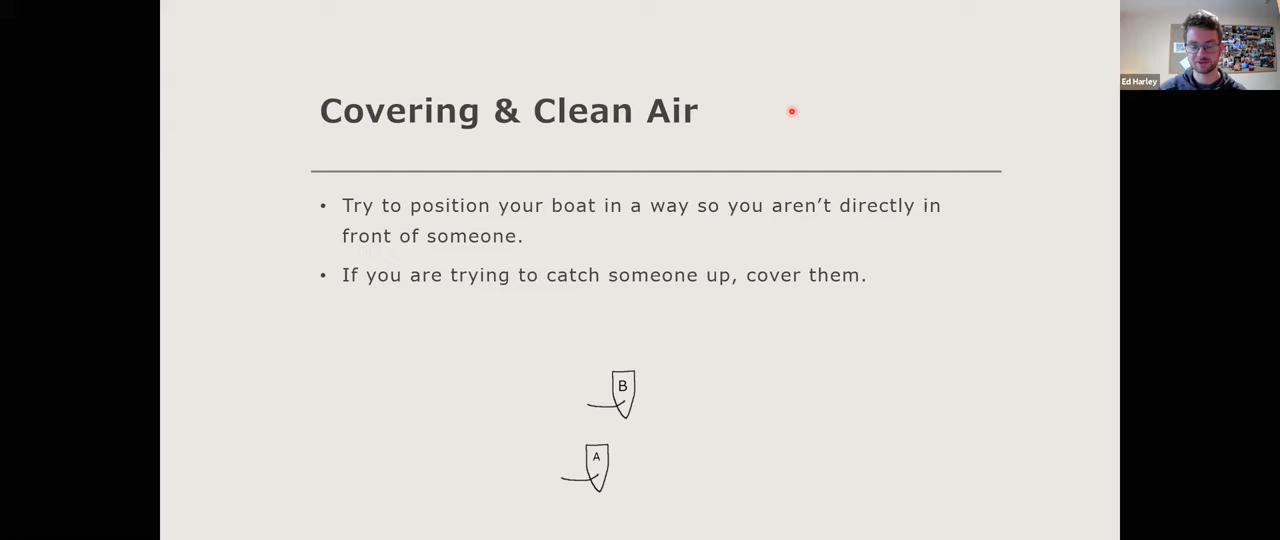 Ed Harley
Covering & Clean Air
• Try to position your boat in a way so you aren’t directly in
front of someone.
• If you are trying to catch someone up, cover them.
B
A